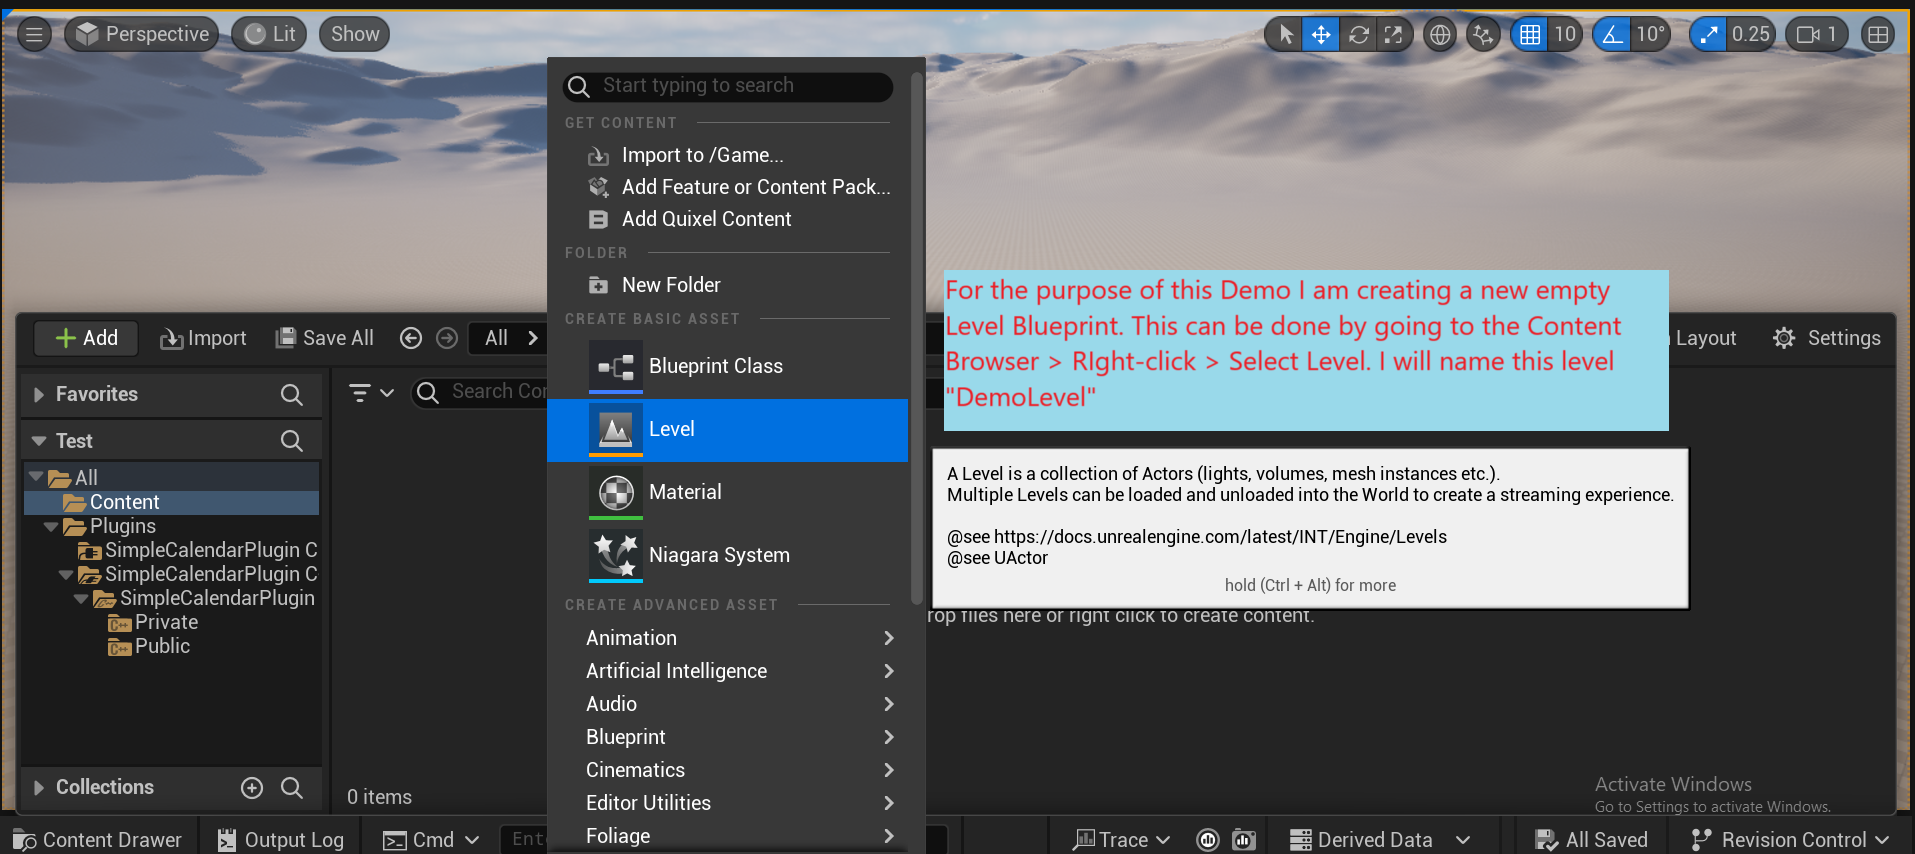 Perspective
Lit
Show
10
10°
0.25
1
Start typing to search
GET CONTENT
Import to /Game...
Add Feature or Content Pack...
Add Quixel Content
FOLDER
New Folder
CREATE BASIC ASSET
Blueprint Class
Level
Material
Niagara System
CREATE ADVANCED ASSET
Animation
Artificial Intelligence
Audio
Blueprint
Cinematics
Editor Utilities
Foliage
For the purpose of this Demo I am creating a new empty
Level Blueprint. This can be done by going to the Content
Browser > RIght-click > Select Level. I will name this level
"DemoLevel"
A Level is a collection of Actors (lights, volumes, mesh instances etc.).
Multiple Levels can be loaded and unloaded into the World to create a streaming experience.
@see https://docs.unrealengine.com/latest/INT/Engine/Levels
@see UActor
hold (Ctrl + Alt) for more
rop files here or right click to create content.
Add
Import
Save All
All
Layout
Settings
Favorites
Search Co
Test
All
Content
Plugins
SimpleCalendarPlugin C
SimpleCalendarPlugin C
SimpleCalendarPlugin
C++ Private
C++ Public
Collections
0 items
Activate Windows
Go to Settings to activate Windows.
Content Drawer
Output Log
Cmd
Ent
Trace
Derived Data
All Saved
Revision Control